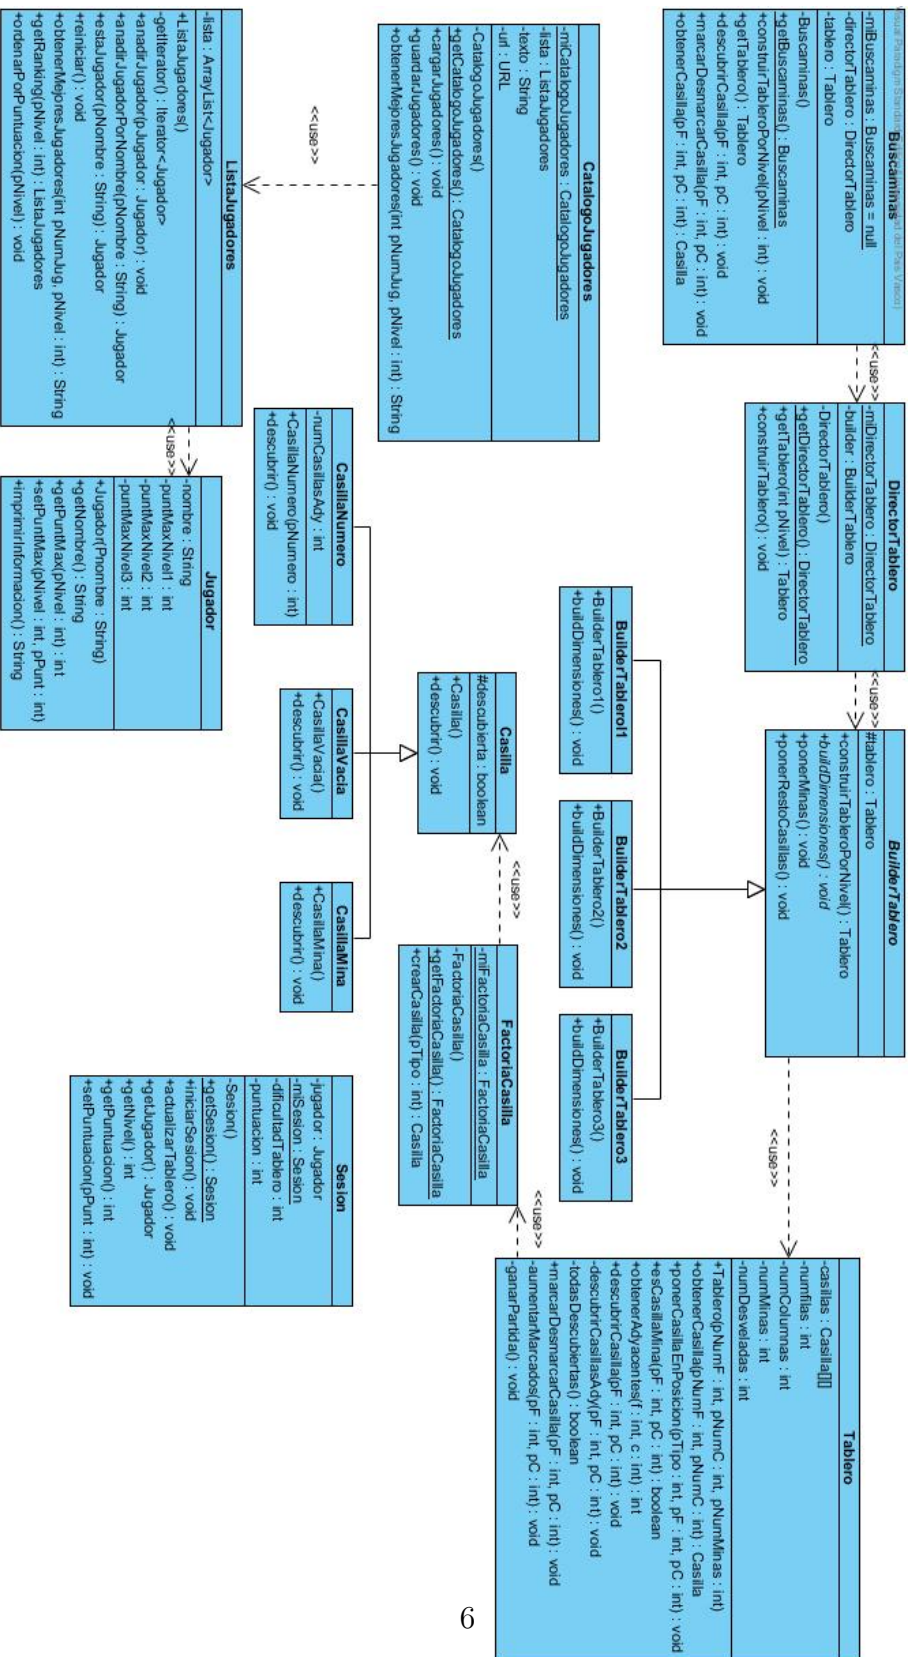 Buscaminas
-miBuscaminas : Buscaminas = null
-directorTablero : DirectorTablero
-tablero : Tablero
-Buscaminas()
+getBuscaminas() : Buscaminas
+construirTableroPorNivel(pNivel : int) : void
+getTablero() : Tablero
+descubrirCasilla(pF : int, pC : int) : void
+marcarDesmarcarCasilla(pF : int, pC : int) : void
+obtenerCasilla(pF : int, pC : int) : Casilla
<<use>>
DirectorTablero
-miDirectorTablero : DirectorTablero
-builder : BuilderTablero
-DirectorTablero()
+getDirectorTablero() : DirectorTablero
+getTablero(int pNivel) : Tablero
+construirTablero() : void
<<use>>
BuilderTablero
#tablero : Tablero
+construirTableroPorNivel() : Tablero
+buildDimensiones() : void
+ponerMinas() : void
+ponerRestoCasillas() : void
<<use>>
Tablero
-casillas : Casilla[][]
-numfilas : int
-numColumnas : int
-numMinas : int
-numDesveladas : int
+Tablero(pNumF : int, pNumC : int, pNumMinas : int)
+obtenerCasilla(pNumF : int, pNumC : int) : Casilla
+ponerCasillaEnPosicion(pTipo : int, pF : int, pC : int) : void
+esCasillaMina(pF : int, pC : int) : boolean
+obtenerAdyacentes(f : int, c : int) : int
+descubrirCasilla(pF : int, pC : int) : void
-descubrirCasillasAdy(pF : int, pC : int) : void
-todasDescubiertas() : boolean
+marcarDesmarcarCasilla(pF : int, pC : int) : void
-aumentarMarcados(pF : int, pC : int) : void
-ganarPartida() : void
BuilderTablero11
+BuilderTablero1()
+buildDimensiones() : void
BuilderTablero2
+BuilderTablero2()
+buildDimensiones() : void
BuilderTablero3
+BuilderTablero3()
+buildDimensiones() : void
CatalogoJugadores
-miCatalogoJugadores : CatalogoJugadores
-lista : ListaJugadores
-texto : String
-url : URL
-CatalogoJugadores()
+getCatalogoJugadores() : CatalogoJugadores
+cargarJugadores() : void
+guardarJugadores() : void
+obtenerMejoresJugadores(int pNumJug, pNivel : int) : String
<<use>>
Casilla
#descubierta : boolean
+Casilla()
+descubrir() : void
<<use>>
FactoriaCasilla
-miFactoriaCasilla : FactoriaCasilla
-FactoriaCasilla()
+getFactoriaCasilla() : FactoriaCasilla
+crearCasilla(pTipo : int) : Casilla
<<use>>
CasillaNumero
-numCasillasAdy : int
+CasillaNumero(pNumero : int)
+descubrir() : void
CasillaVacia
+CasillaVacia()
+descubrir() : void
CasillaMina
+CasillaMina()
+descubrir() : void
Sesion
-jugador : Jugador
-miSesion : Sesion
-dificultadTablero : int
-puntuacion : int
-Sesion()
+getSesion() : Sesion
+iniciarSesion() : void
+actualizarTablero() : void
+getJugador() : Jugador
+getNivel() : int
+getPuntuacion() : int
+setPuntuacion(pPunt : int) : void
ListaJugadores
-lista : ArrayList<Jugador>
+ListaJugadores()
-getIterator() : Iterator<Jugador>
+anadirJugador(pJugador : Jugador) : void
+anadirJugadorPorNombre(pNombre : String) : Jugador
+estaJugador(pNombre : String) : Jugador
+reiniciar() : void
+obtenerMejoresJugadores(int pNumJug, pNivel : int) : String
+getRanking(pNivel : int) : ListaJugadores
+ordenarPorPuntuacion(pNivel) : void
<<use>>
Jugador
-nombre : String
-puntMaxNivel1 : int
-puntMaxNivel2 : int
-puntMaxNivel3 : int
+Jugador(Pnombre : String)
+getNombre() : String
+getPuntMax(pNivel : int) : int
+setPuntMax(pNivel : int, pPunt : int)
+imprimirInformacion() : String
6